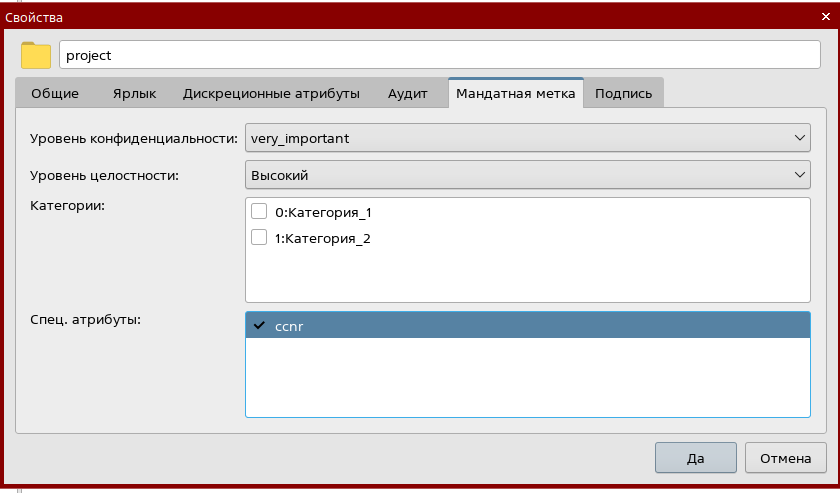 Свойства
project
Общие Ярлык Дискреционные атрибуты Аудит Мандатная метка Подпись
Уровень конфиденциальности: very_important
Уровень целостности: Высокий
Категории:
0:Категория_1
1:Категория_2
Спец. атрибуты:
ccnr
Да Отмена